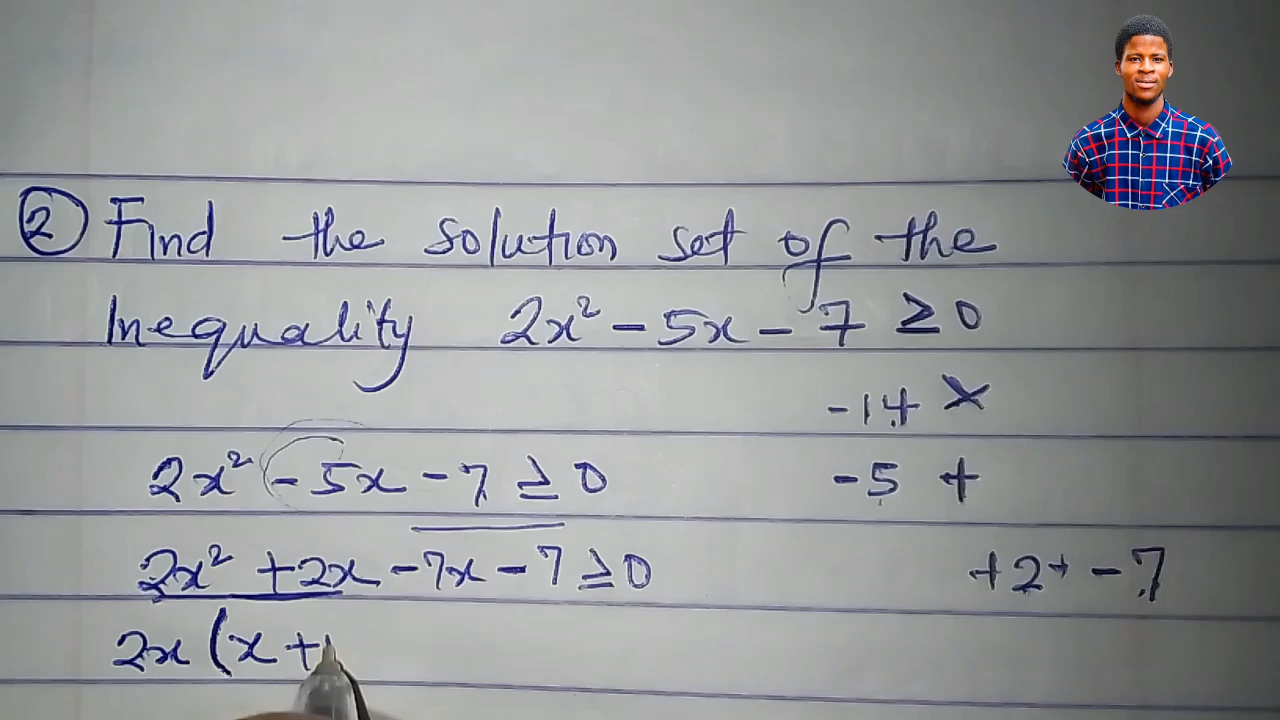 ② Find the solution set of the
Inequality 2x² - 5x - 7 ≥ 0
-14 ×
2x² - 5x - 7 ≥ 0 -5 +
2x² + 2x - 7x - 7 ≥ 0 +2 + -7
2x (x +